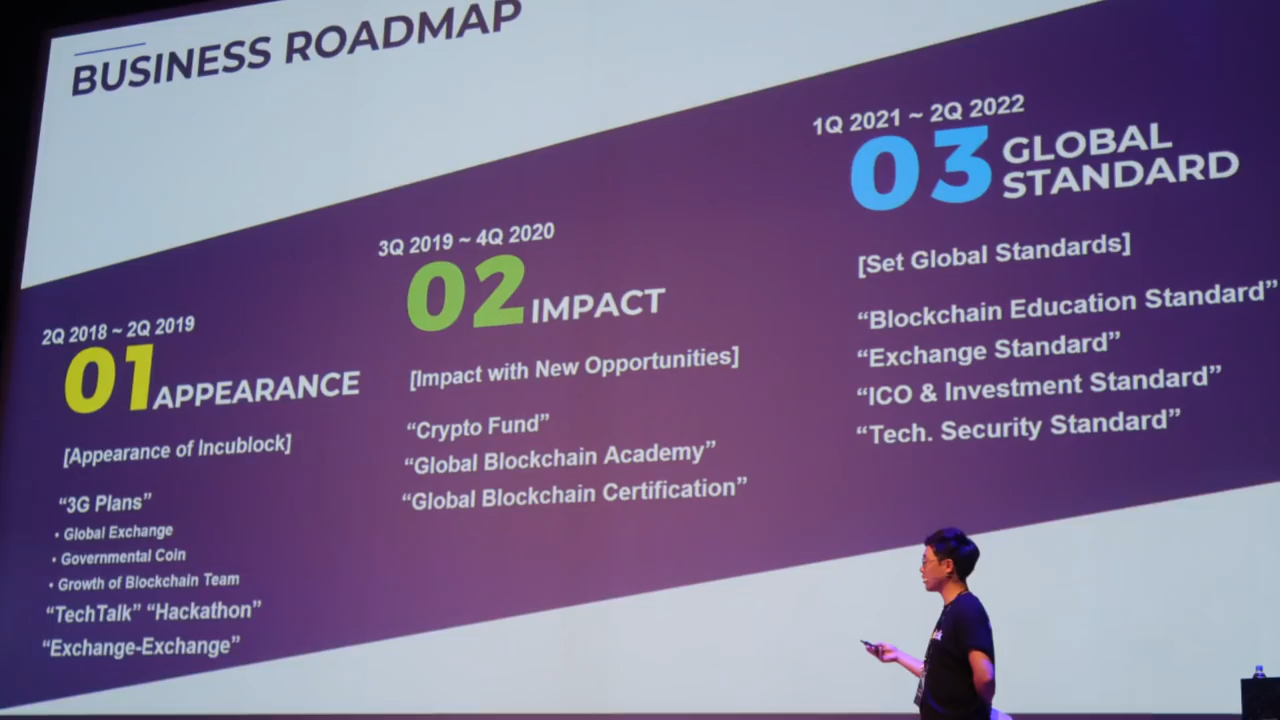 BUSINESS ROADMAP
2Q 2018 ~ 2Q 2019
01 APPEARANCE
[Appearance of Incublock]
“3G Plans”
• Global Exchange
• Governmental Coin
• Growth of Blockchain Team
“TechTalk” “Hackathon”
“Exchange-Exchange”
3Q 2019 ~ 4Q 2020
02 IMPACT
[Impact with New Opportunities]
“Crypto Fund”
“Global Blockchain Academy”
“Global Blockchain Certification”
1Q 2021 ~ 2Q 2022
03 GLOBAL
STANDARD
[Set Global Standards]
“Blockchain Education Standard”
“Exchange Standard”
“ICO & Investment Standard”
“Tech. Security Standard”